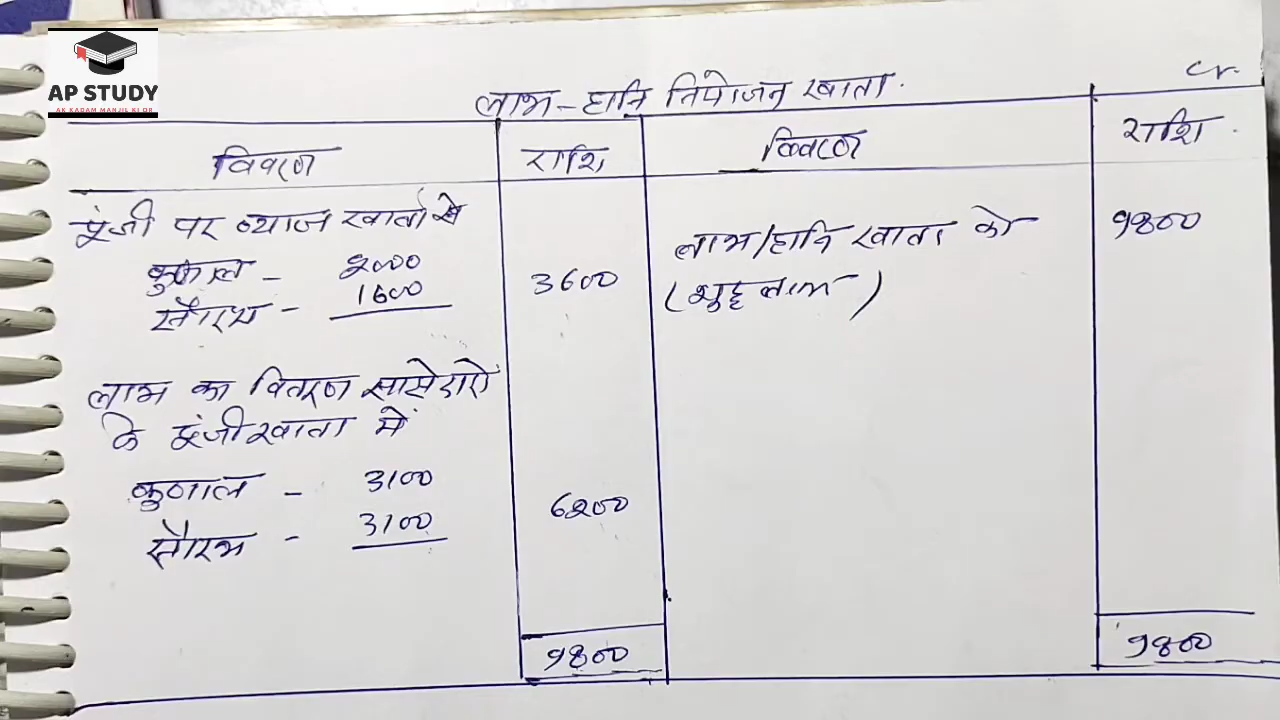 AP STUDY
AK KADAM MANJIL KI OR
लाभ-हानि नियोजन खाता.
Cr.
विवरण राशि विवरण राशि
पूंजी पर ब्याज खातों से
कुणाल - 2000
सौरभ - 1600 3600
लाभ का वितरण साझेदारों
के पूंजी खाता में
कुणाल - 3100
सौरभ - 3100 6200
9800
लाभ/हानि खाता को 9800
(शुद्ध लाभ)
9800